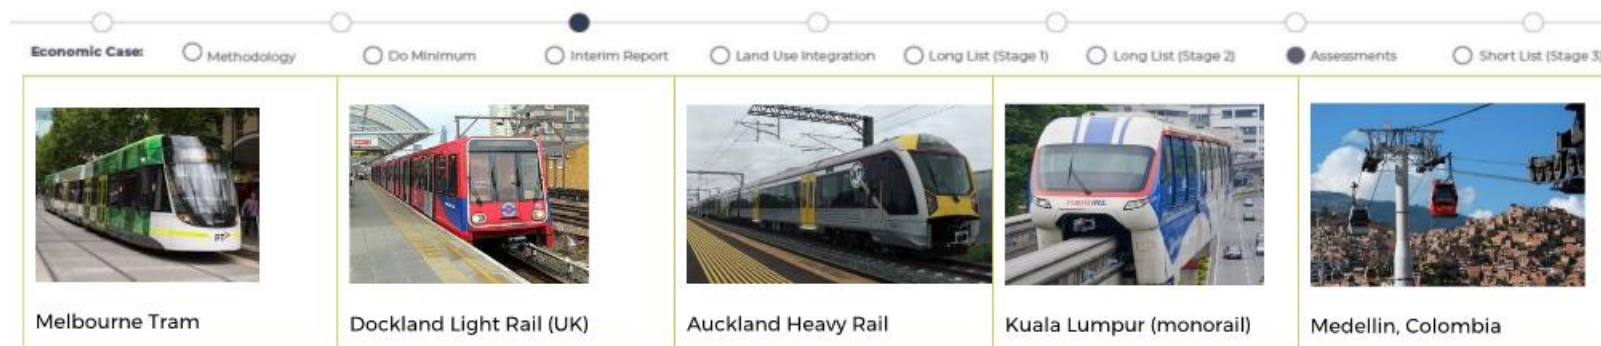 Economic Case:
Methodology
Do Minimum
Interim Report
Land Use Integration
Long List (Stage 1)
Long List (Stage 2)
Assessments
Short List (Stage 3)
PT
Melbourne Tram
Dockland Light Rail (UK)
Auckland Heavy Rail
Kuala Lumpur (monorail)
Medellin, Colombia